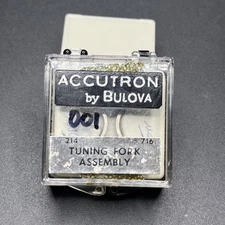 ACCUTRON
by BULOVA
001
214 716
TUNING FORK
ASSEMBLY